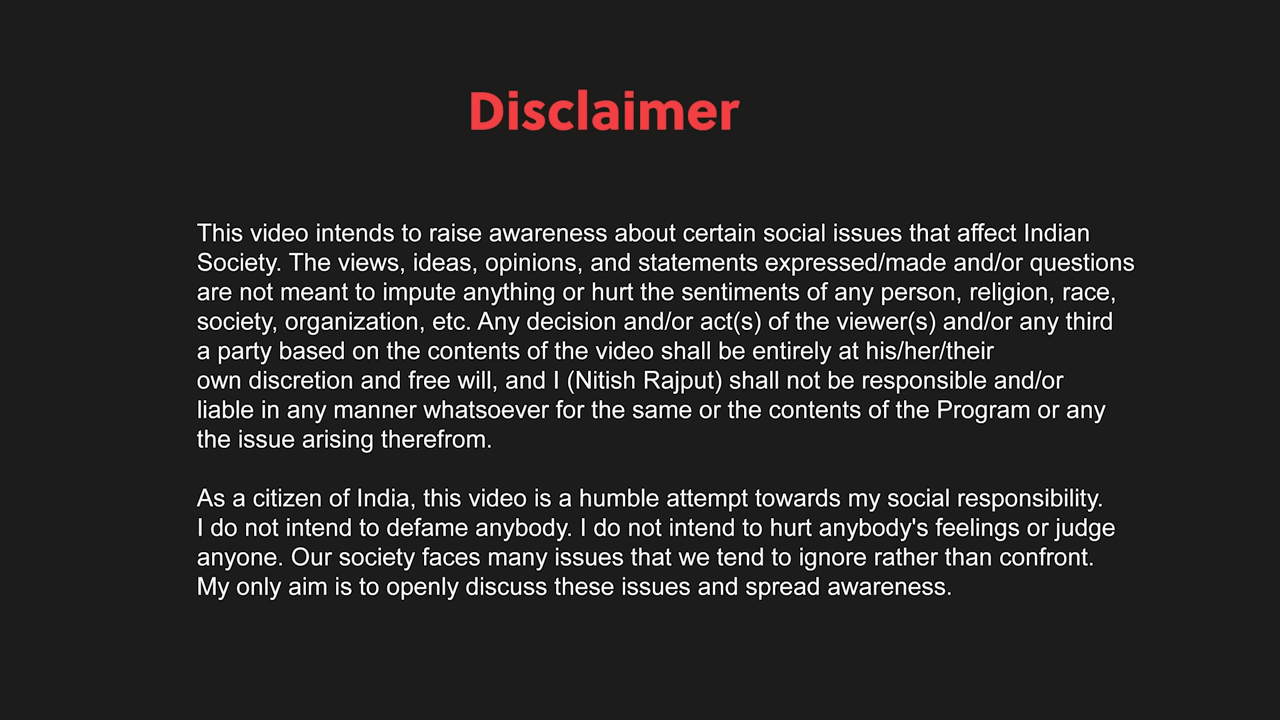 Disclaimer
This video intends to raise awareness about certain social issues that affect Indian
Society. The views, ideas, opinions, and statements expressed/made and/or questions
are not meant to impute anything or hurt the sentiments of any person, religion, race,
society, organization, etc. Any decision and/or act(s) of the viewer(s) and/or any third
a party based on the contents of the video shall be entirely at his/her/their
own discretion and free will, and I (Nitish Rajput) shall not be responsible and/or
liable in any manner whatsoever for the same or the contents of the Program or any
the issue arising therefrom.
As a citizen of India, this video is a humble attempt towards my social responsibility.
I do not intend to defame anybody. I do not intend to hurt anybody's feelings or judge
anyone. Our society faces many issues that we tend to ignore rather than confront.
My only aim is to openly discuss these issues and spread awareness.